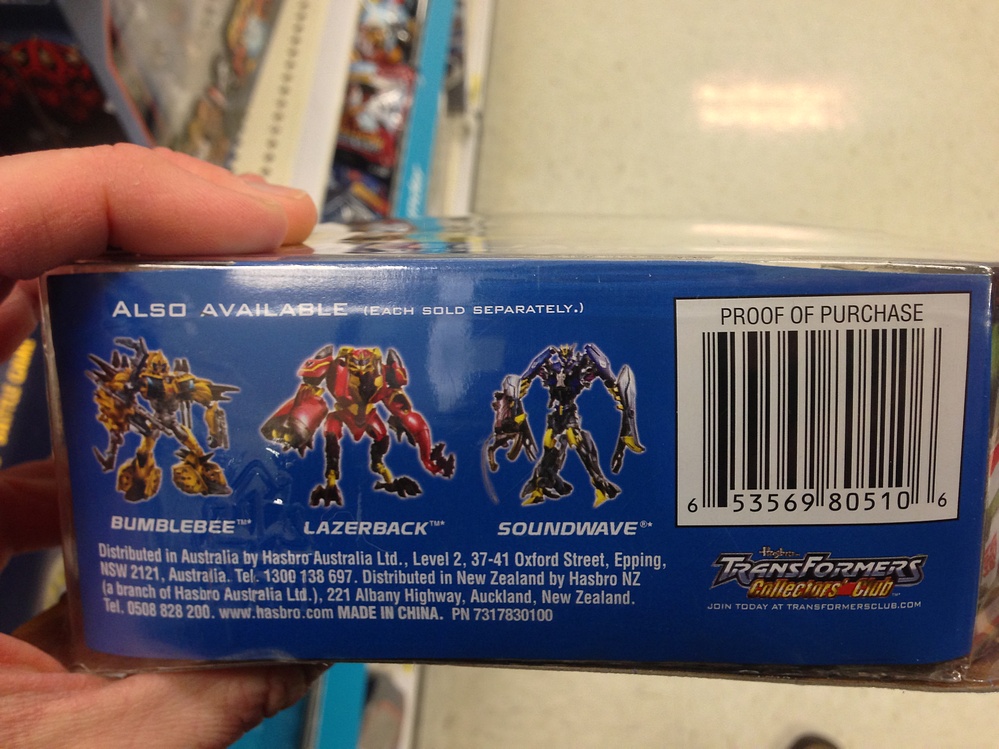 ALSO AVAILABLE (EACH SOLD SEPARATELY.)
BUMBLEBEE™*
LAZERBACK™*
SOUNDWAVE®*
Distributed in Australia by Hasbro Australia Ltd., Level 2, 37-41 Oxford Street, Epping,
NSW 2121, Australia. Tel. 1300 138 697. Distributed in New Zealand by Hasbro NZ
(a branch of Hasbro Australia Ltd.), 221 Albany Highway, Auckland, New Zealand.
Tel. 0508 828 200. www.hasbro.com MADE IN CHINA. PN 7317830100
PROOF OF PURCHASE
6 53569 80510 6
Hasbro
TRANSFORMERS
Collectors' Club™
JOIN TODAY AT TRANSFORMERSCLUB.COM